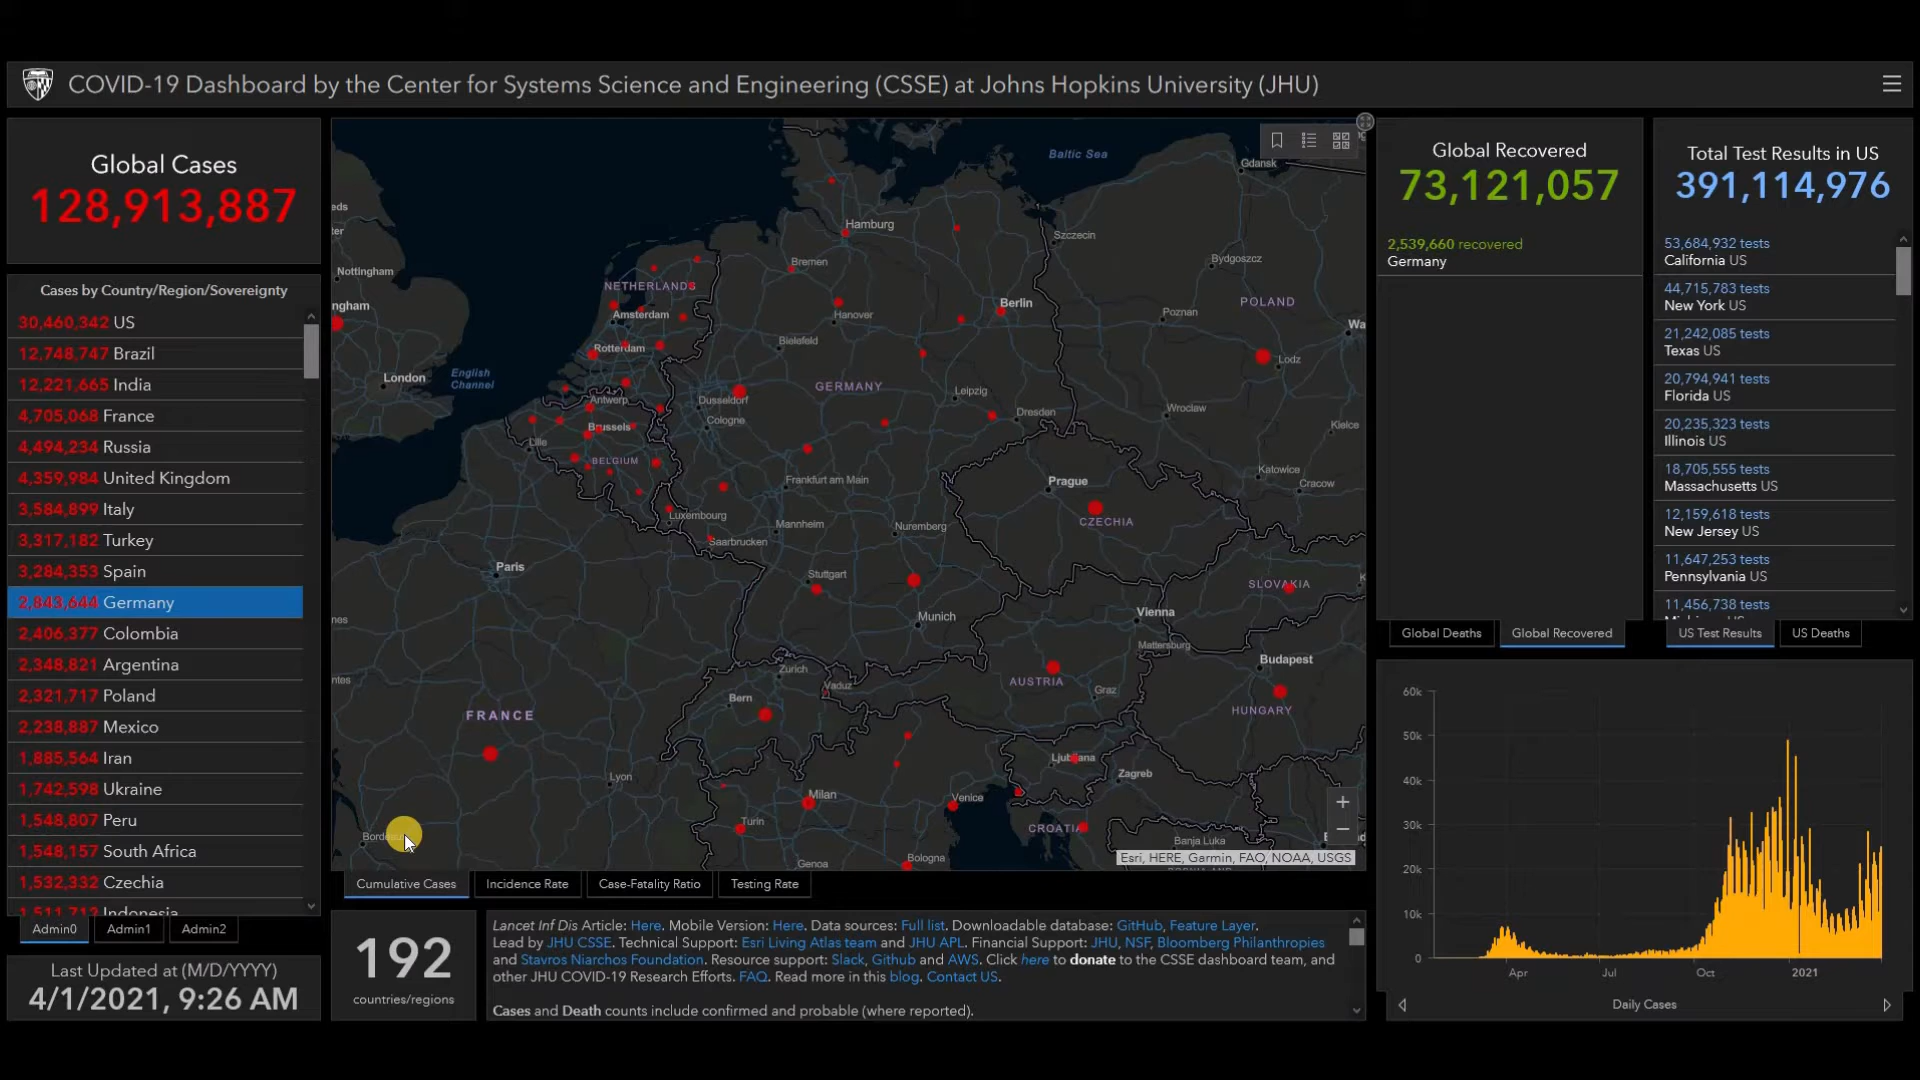 COVID-19 Dashboard by the Center for Systems Science and Engineering (CSSE) at Johns Hopkins University (JHU)
Global Cases
128,913,887
Cases by Country/Region/Sovereignty
30,460,342 US
12,748,747 Brazil
12,221,665 India
4,705,068 France
4,494,234 Russia
4,359,984 United Kingdom
3,584,899 Italy
3,317,182 Turkey
3,284,353 Spain
2,843,644 Germany
2,406,377 Colombia
2,348,821 Argentina
2,321,717 Poland
2,238,887 Mexico
1,885,564 Iran
1,742,598 Ukraine
1,548,807 Peru
1,548,157 South Africa
1,532,332 Czechia
1,511,712 Indonesia
Admin0
Admin1
Admin2
Last Updated at (M/D/YYYY)
4/1/2021, 9:26 AM
Baltic Sea
Gdansk
Hamburg
Szczecin
Nottingham
Bremen
Bydgoszcz
NETHERLANDS
ngham
Berlin
POLAND
Amsterdam
Hanover
Poznan
Wa
Rotterdam
Bielefeld
Lodz
London
English
Channel
GERMANY
Leipzig
Antwerp
Dusseldorf
Dresden
Wroclaw
Cologne
Kielce
Brussels
Lille
BELGIUM
Katowice
Frankfurt am Main
Prague
Cracow
Luxembourg
Mannheim
Nuremberg
CZECHIA
Saarbrucken
Paris
Stuttgart
SLOVAKIA
Munich
Vienna
nes
Mattersburg
Budapest
Zurich
ntes
Vaduz
AUSTRIA
Graz
Bern
HUNGARY
FRANCE
Ljubljana
Lyon
Zagreb
Milan
Venice
Turin
CROATIA
Banja Luka
Genoa
Bologna
Esri, HERE, Garmin, FAO, NOAA, USGS
Cumulative Cases
Incidence Rate
Case-Fatality Ratio
Testing Rate
192
countries/regions
Lancet Inf Dis Article: Here. Mobile Version: Here. Data sources: Full list. Downloadable database: GitHub, Feature Layer.
Lead by JHU CSSE. Technical Support: Esri Living Atlas team and JHU APL. Financial Support: JHU, NSF, Bloomberg Philanthropies
and Stavros Niarchos Foundation. Resource support: Slack, Github and AWS. Click here to donate to the CSSE dashboard team, and
other JHU COVID-19 Research Efforts. FAQ. Read more in this blog. Contact US.
Cases and Death counts include confirmed and probable (where reported).
Global Recovered
73,121,057
2,539,660 recovered
Germany
Global Deaths
Global Recovered
Total Test Results in US
391,114,976
53,684,932 tests
California US
44,715,783 tests
New York US
21,242,085 tests
Texas US
20,794,941 tests
Florida US
20,235,323 tests
Illinois US
18,705,555 tests
Massachusetts US
12,159,618 tests
New Jersey US
11,647,253 tests
Pennsylvania US
11,456,738 tests
US Test Results
US Deaths
60k
50k
40k
30k
20k
10k
0
Apr
Jul
Oct
2021
Daily Cases